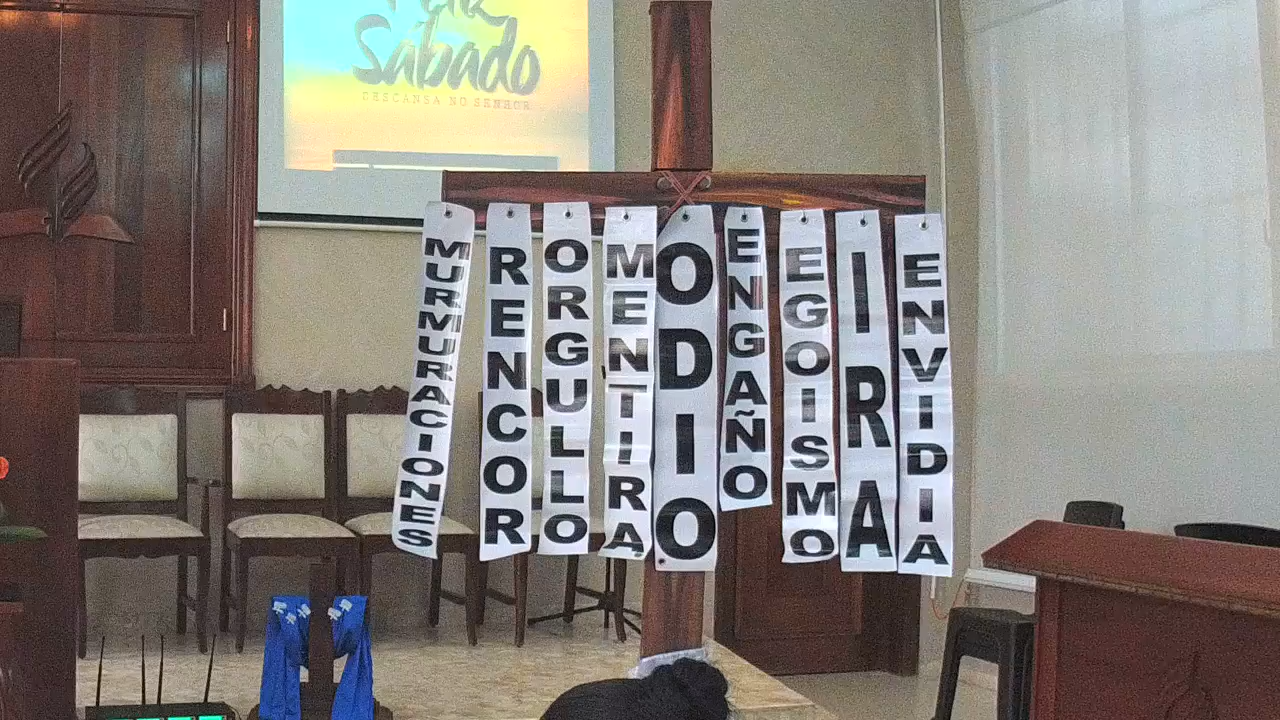 Feliz
Sábado
DESCANSA NO SENHOR
MURMURACIONES
RENCOR
ORGULLO
MENTIRA
ODIO
ENGAÑO
EGOISMO
IRA
ENVIDIA